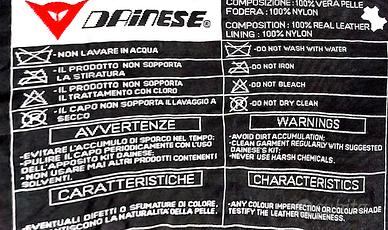 DAINESE®
COMPOSIZIONE: 100% VERA PELLE
FODERA : 100% NYLON
COMPOSITION : 100% REAL LEATHER
LINING : 100% NYLON
- NON LAVARE IN ACQUA
- IL PRODOTTO NON SOPPORTA
LA STIRATURA
- IL PRODOTTO NON SOPPORTA
IL TRATTAMENTO CON CLORO
- IL CAPO NON SOPPORTA IL LAVAGGIO A
SECCO
-DO NOT WASH WITH WATER
-DO NOT IRON
-DO NOT BLEACH
-DO NOT DRY CLEAN
AVVERTENZE
-EVITARE L'ACCUMULO DI SPORCO NEL TEMPO;
-PULIRE IL CAPO PERIODICAMENTE CON L'USO
DELL'APPOSITO KIT DAINESE;
-NON USARE MAI ALTRI PRODOTTI CONTENENTI
SOLVENTI.
WARNINGS
-AVOID DIRT ACCUMULATION;
-CLEAN GARMENT REGULARLY WITH SUGGESTED
DAINESE'S KIT;
-NEVER USE HARSH CHEMICALS.
CARATTERISTICHE
-EVENTUALI DIFETTI O SFUMATURE DI COLORE,
LA NATURALITÀ DELLA PELLE.
CHARACTERISTICS
-ANY COLOUR IMPERFECTION OR COLOUR SHADE
TESTIFY THE LEATHER GENUINENESS.